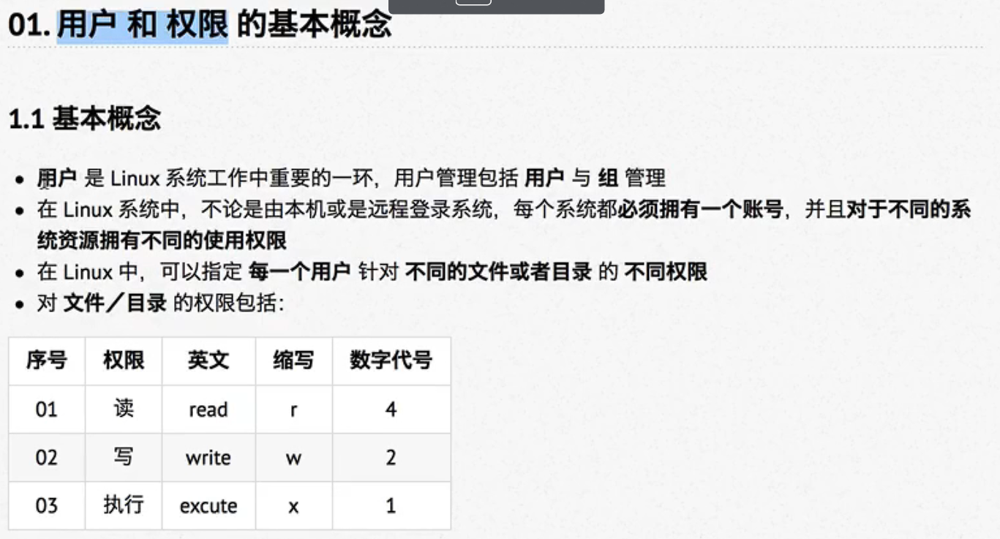 01. 用户 和 权限 的基本概念
1.1 基本概念
• 用户 是 Linux 系统工作中重要的一环，用户管理包括 用户 与 组 管理
• 在 Linux 系统中，不论是由本机或是远程登录系统，每个系统都必须拥有一个账号，并且对于不同的系
统资源拥有不同的使用权限
• 在 Linux 中，可以指定 每一个用户 针对 不同的文件或者目录 的 不同权限
• 对 文件／目录 的权限包括：
序号 权限 英文 缩写 数字代号
01 读 read r 4
02 写 write w 2
03 执行 excute x 1